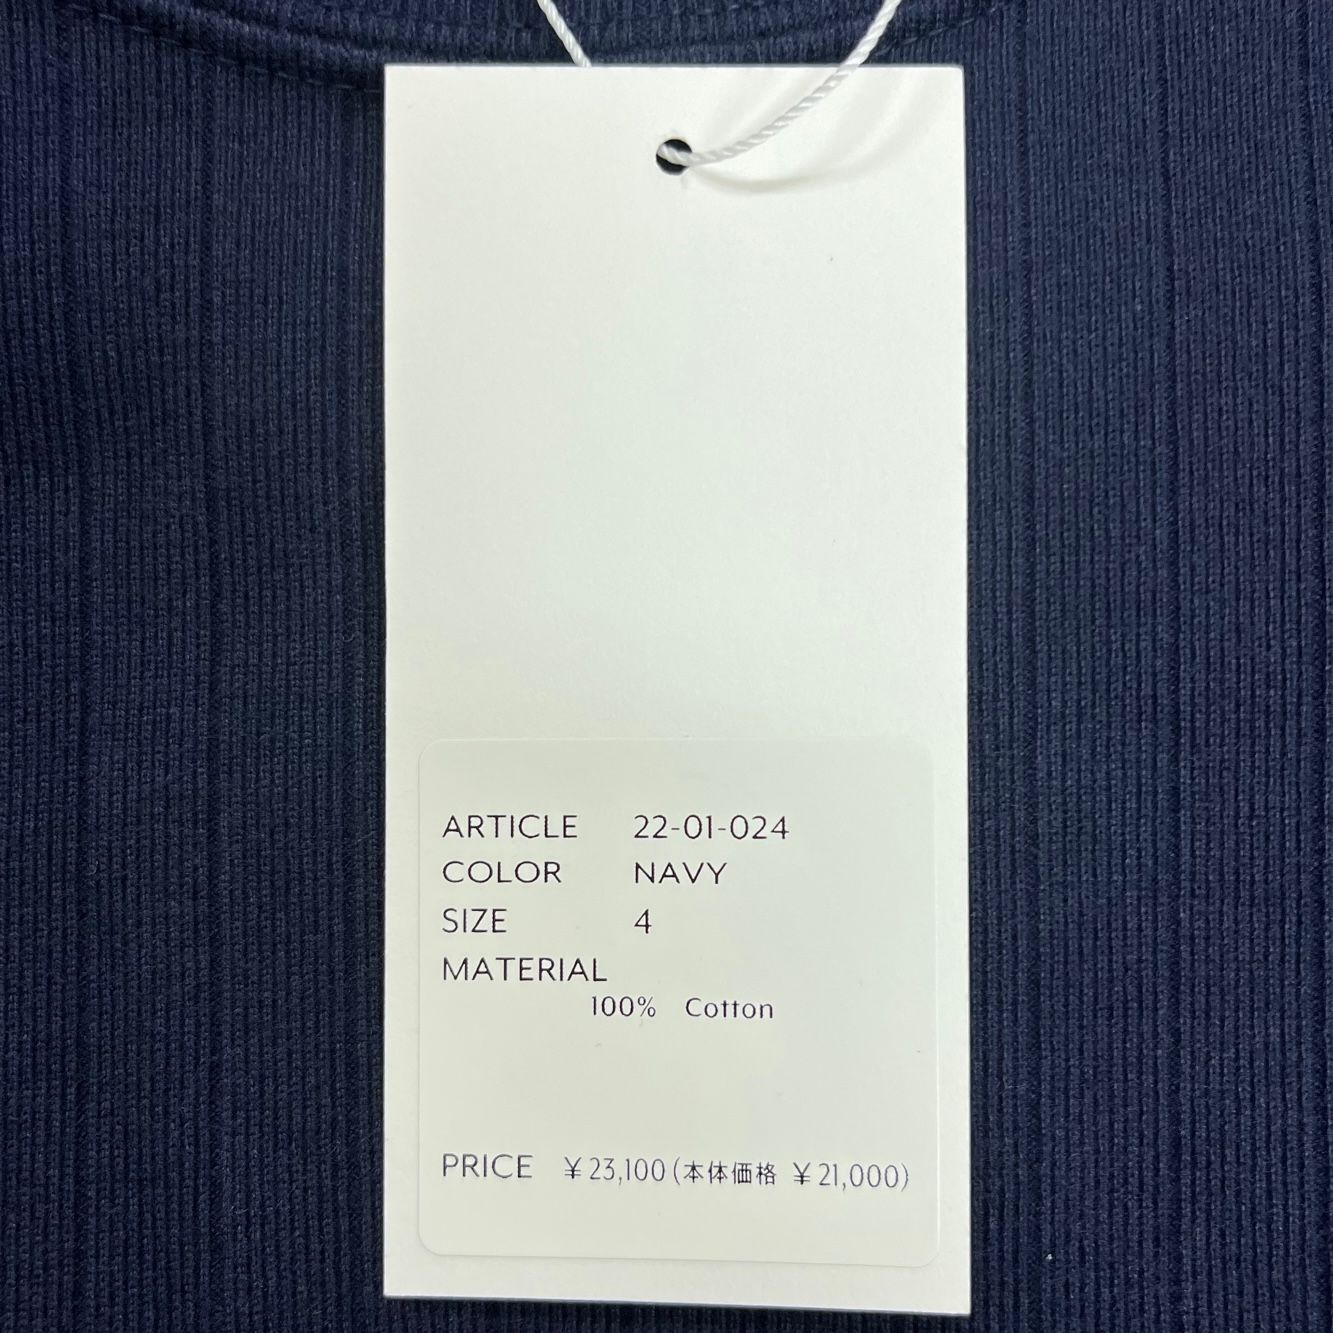 ARTICLE 22-01-024
COLOR NAVY
SIZE 4
MATERIAL
100% Cotton
PRICE ¥23,100(本体価格 ¥21,000)